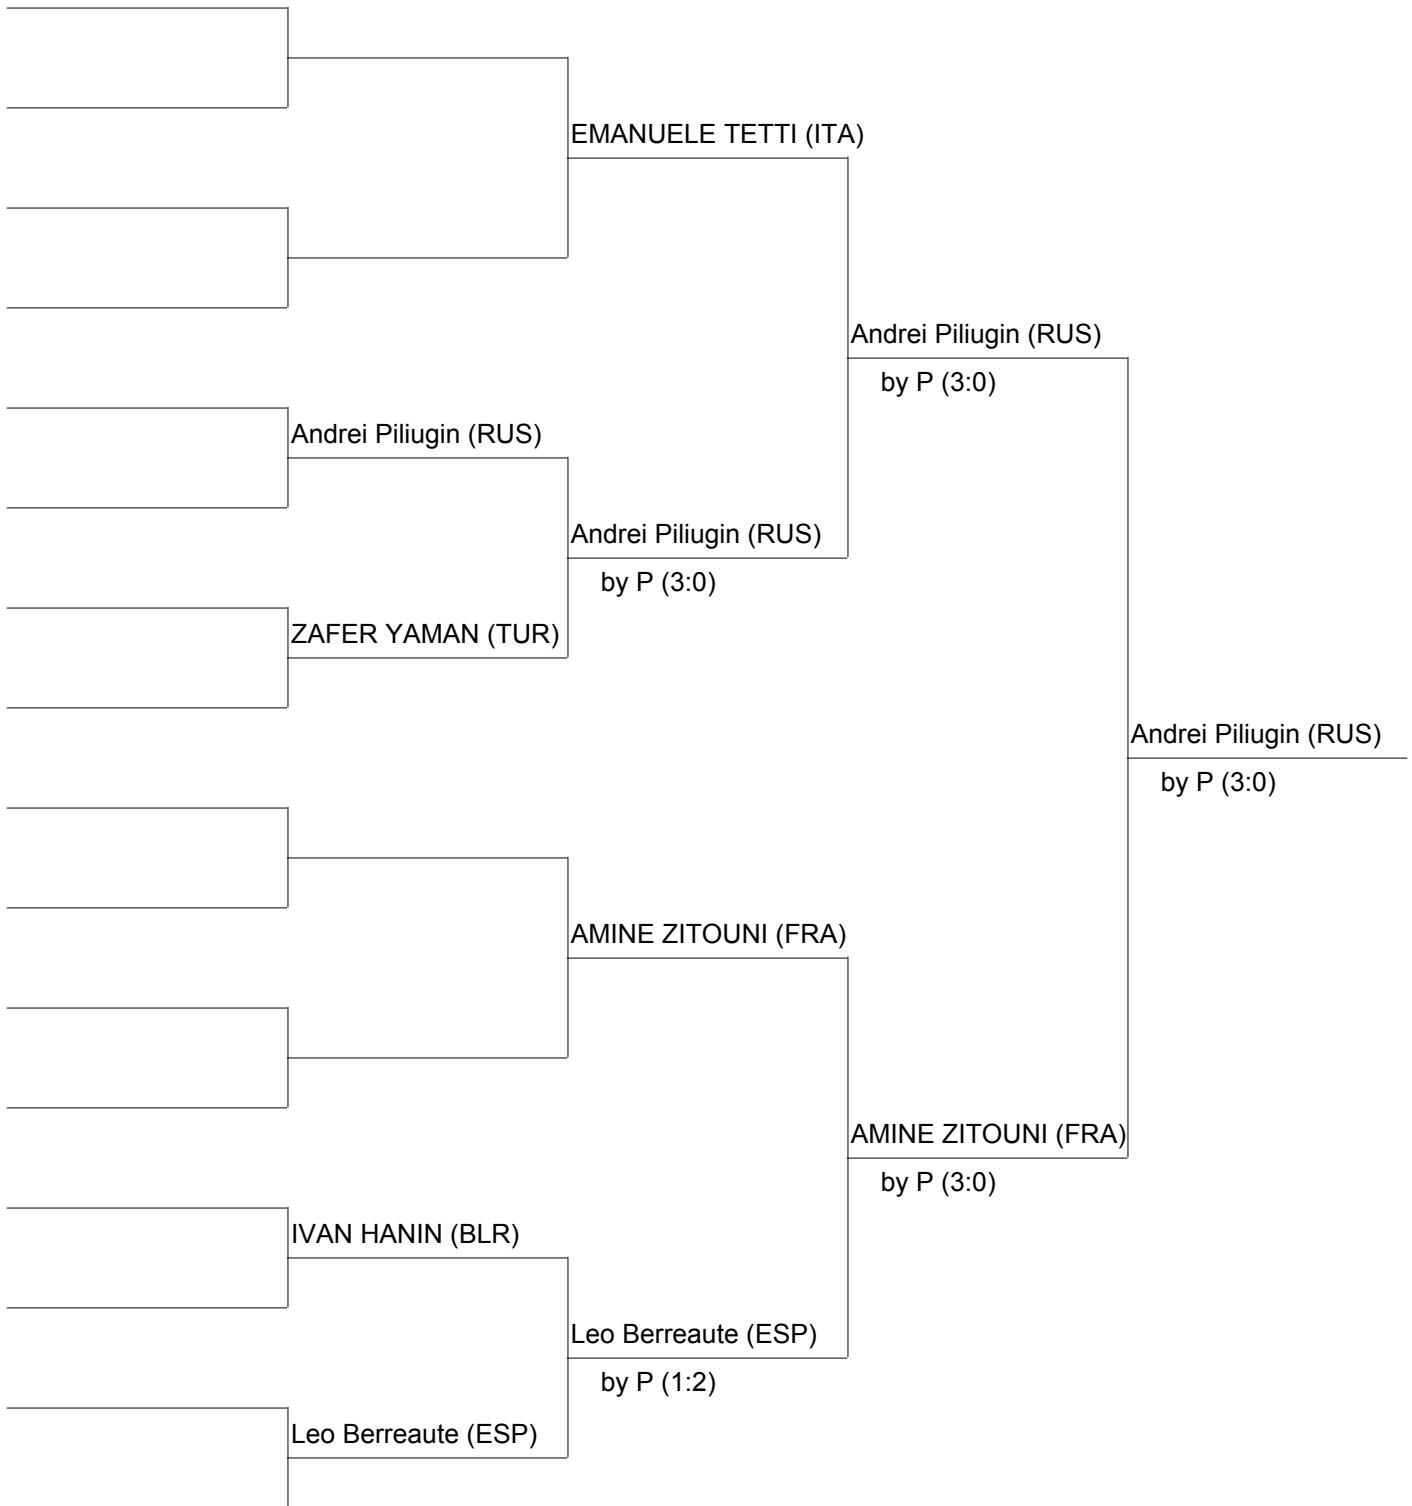 EMANUELE TETTI (ITA)
Andrei Piliugin (RUS)
by P (3:0)
Andrei Piliugin (RUS)
Andrei Piliugin (RUS)
by P (3:0)
ZAFER YAMAN (TUR)
Andrei Piliugin (RUS)
by P (3:0)
AMINE ZITOUNI (FRA)
AMINE ZITOUNI (FRA)
by P (3:0)
IVAN HANIN (BLR)
Leo Berreaute (ESP)
by P (1:2)
Leo Berreaute (ESP)